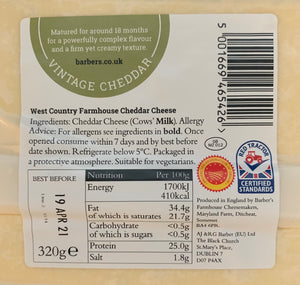 Matured for around 18 months
for a powerfully complex flavour
and a firm yet creamy texture.
barbers.co.uk
VINTAGE CHEDDAR
5 001669 465426
West Country Farmhouse Cheddar Cheese
Ingredients: Cheddar Cheese (Cows' Milk). Allergy
Advice: For allergens see ingredients in bold. Once
opened consume within 7 days and by best before
date shown. Refrigerate below 5°C. Packaged in
a protective atmosphere. Suitable for vegetarians.
RED TRACTOR
CERTIFIED
STANDARDS
BEST BEFORE
19 APR 21
320g e
Nutrition Per 100g
Energy 1700kJ
410kcal
Fat 34.4g
of which is saturates 21.7g
Carbohydrate <0.5g
of which is sugars <0.5g
Protein 25.0g
Salt 1.8g
Produced in England by Barber's
Farmhouse Cheesemakers,
Maryland Farm, Ditcheat,
Somerset
BA4 6PR.
AJ &RG Barber (EU) Ltd
The Black Church
St.Mary's Place,
DUBLIN 7
D07 P4AX